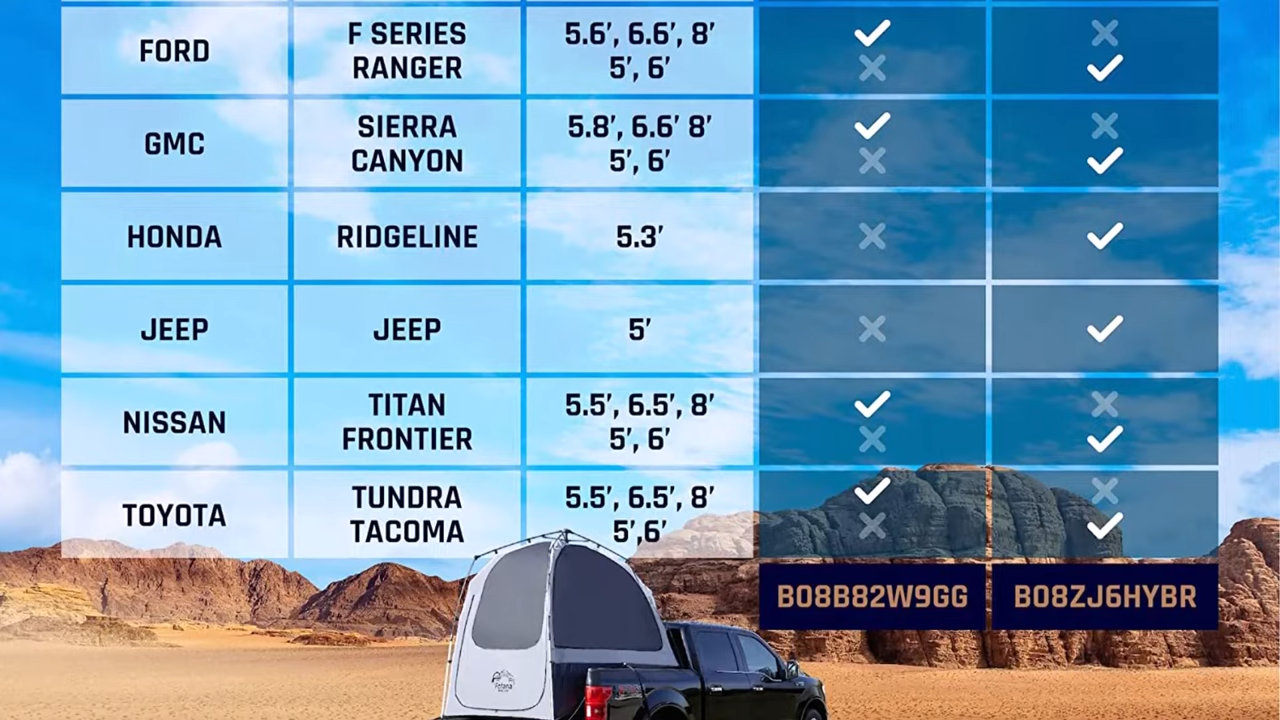 FORD
F SERIES
RANGER
5.6′, 6.6′, 8′
5′, 6′
GMC
SIERRA
CANYON
5.8′, 6.6′ 8′
5′, 6′
HONDA
RIDGELINE
5.3′
JEEP
JEEP
5′
NISSAN
TITAN
FRONTIER
5.5′, 6.5′, 8′
5′, 6′
TOYOTA
TUNDRA
TACOMA
5.5′, 6.5′, 8′
5′,6′
B08B82W9GG
B08ZJ6HYBR